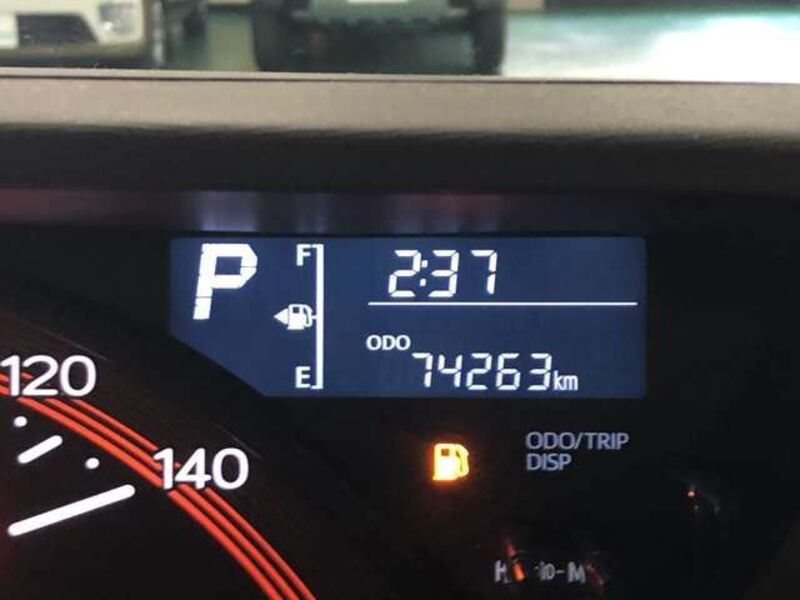 P
F
2:37
ODO
74263km
E
120
140
ODO/TRIP
DISP
H
M